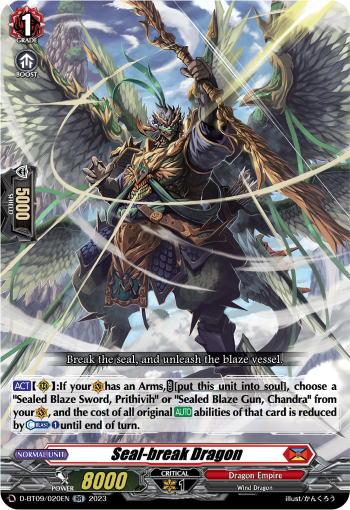 1
GRADE
BOOST
5000
SHIELD
Break the seal, and unleash the blaze vessel.
ACT【 】:If your has an Arms, [put this unit into soul], choose a
"Sealed Blaze Sword, Prithivih" or "Sealed Blaze Gun, Chandra" from
your , and the cost of all original AUTO abilities of that card is reduced
by BLAST 1 until end of turn.
NORMAL UNIT
Seal-break Dragon
POWER 8000
CRITICAL
1
Dragon Empire
Wind Dragon
D-BT09/020EN RR 2023
illust/かんくろう